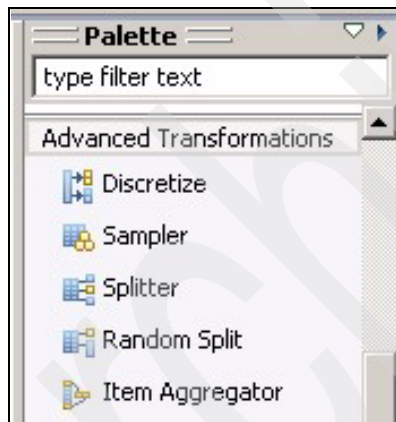 Palette
type filter text
Advanced Transformations
Discretize
Sampler
Splitter
Random Split
Item Aggregator